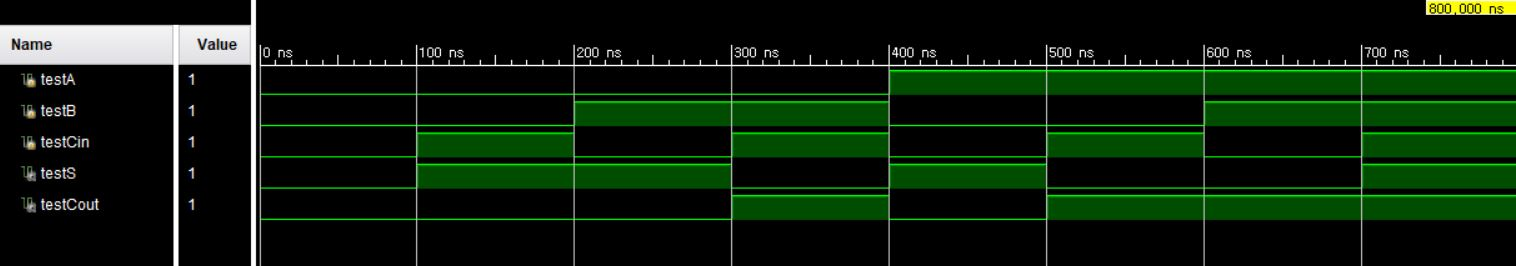 800,000 ns
Name Value 0 ns 100 ns 200 ns 300 ns 400 ns 500 ns 600 ns 700 ns
testA 1
testB 1
testCin 1
testS 1
testCout 1